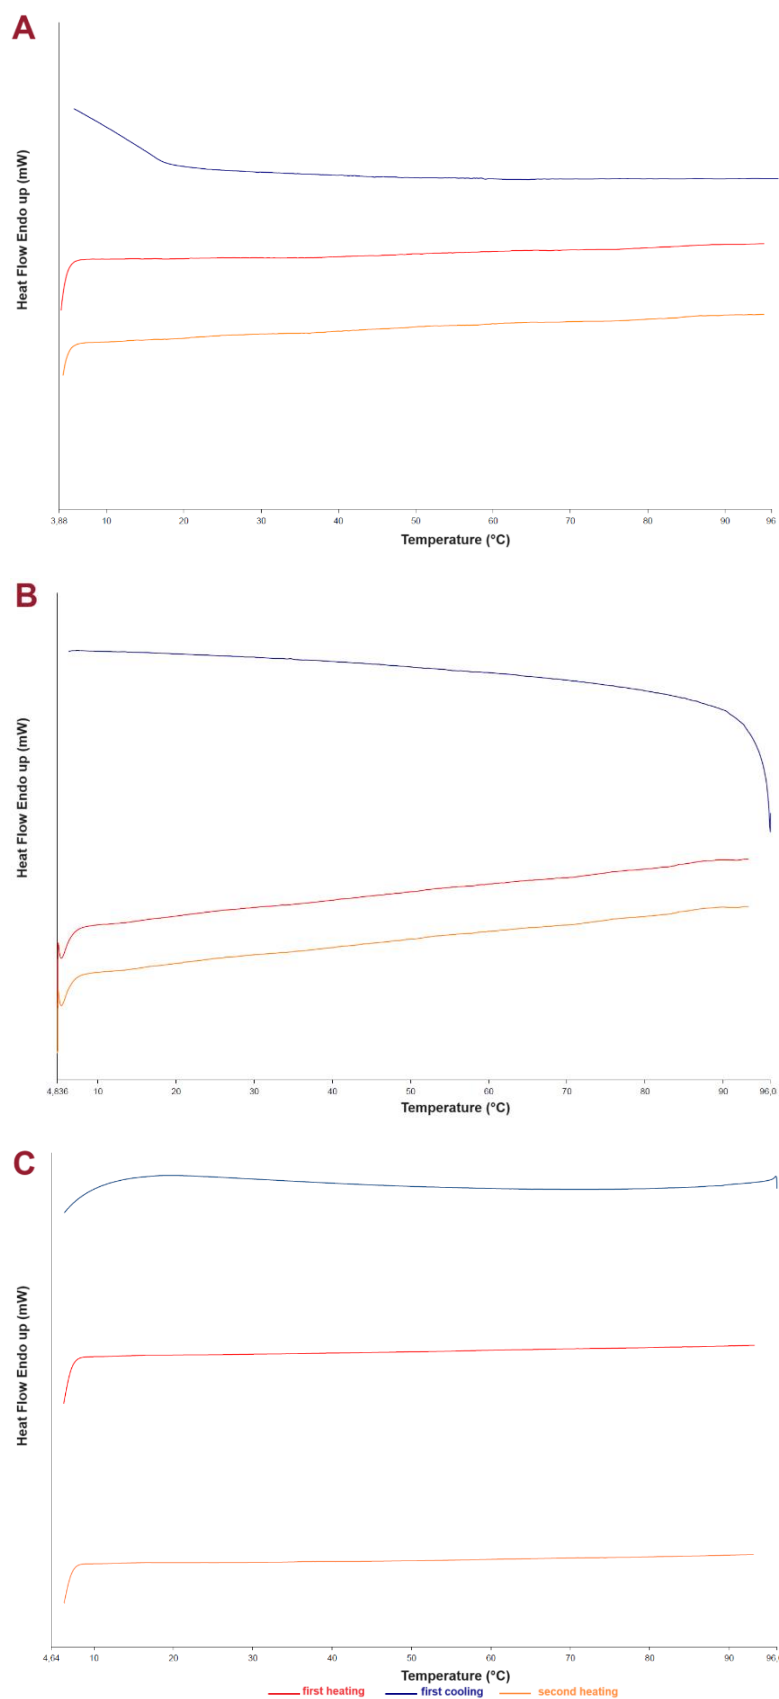 A
Heat Flow Endo up (mW)
3,88 10 20 30 40 50 60 70 80 90 96
Temperature (°C)
B
Heat Flow Endo up (mW)
4,836 10 20 30 40 50 60 70 80 90 96,0
Temperature (°C)
C
Heat Flow Endo up (mW)
4,64 10 20 30 40 50 60 70 80 90 96,
Temperature (°C)
first heating first cooling second heating